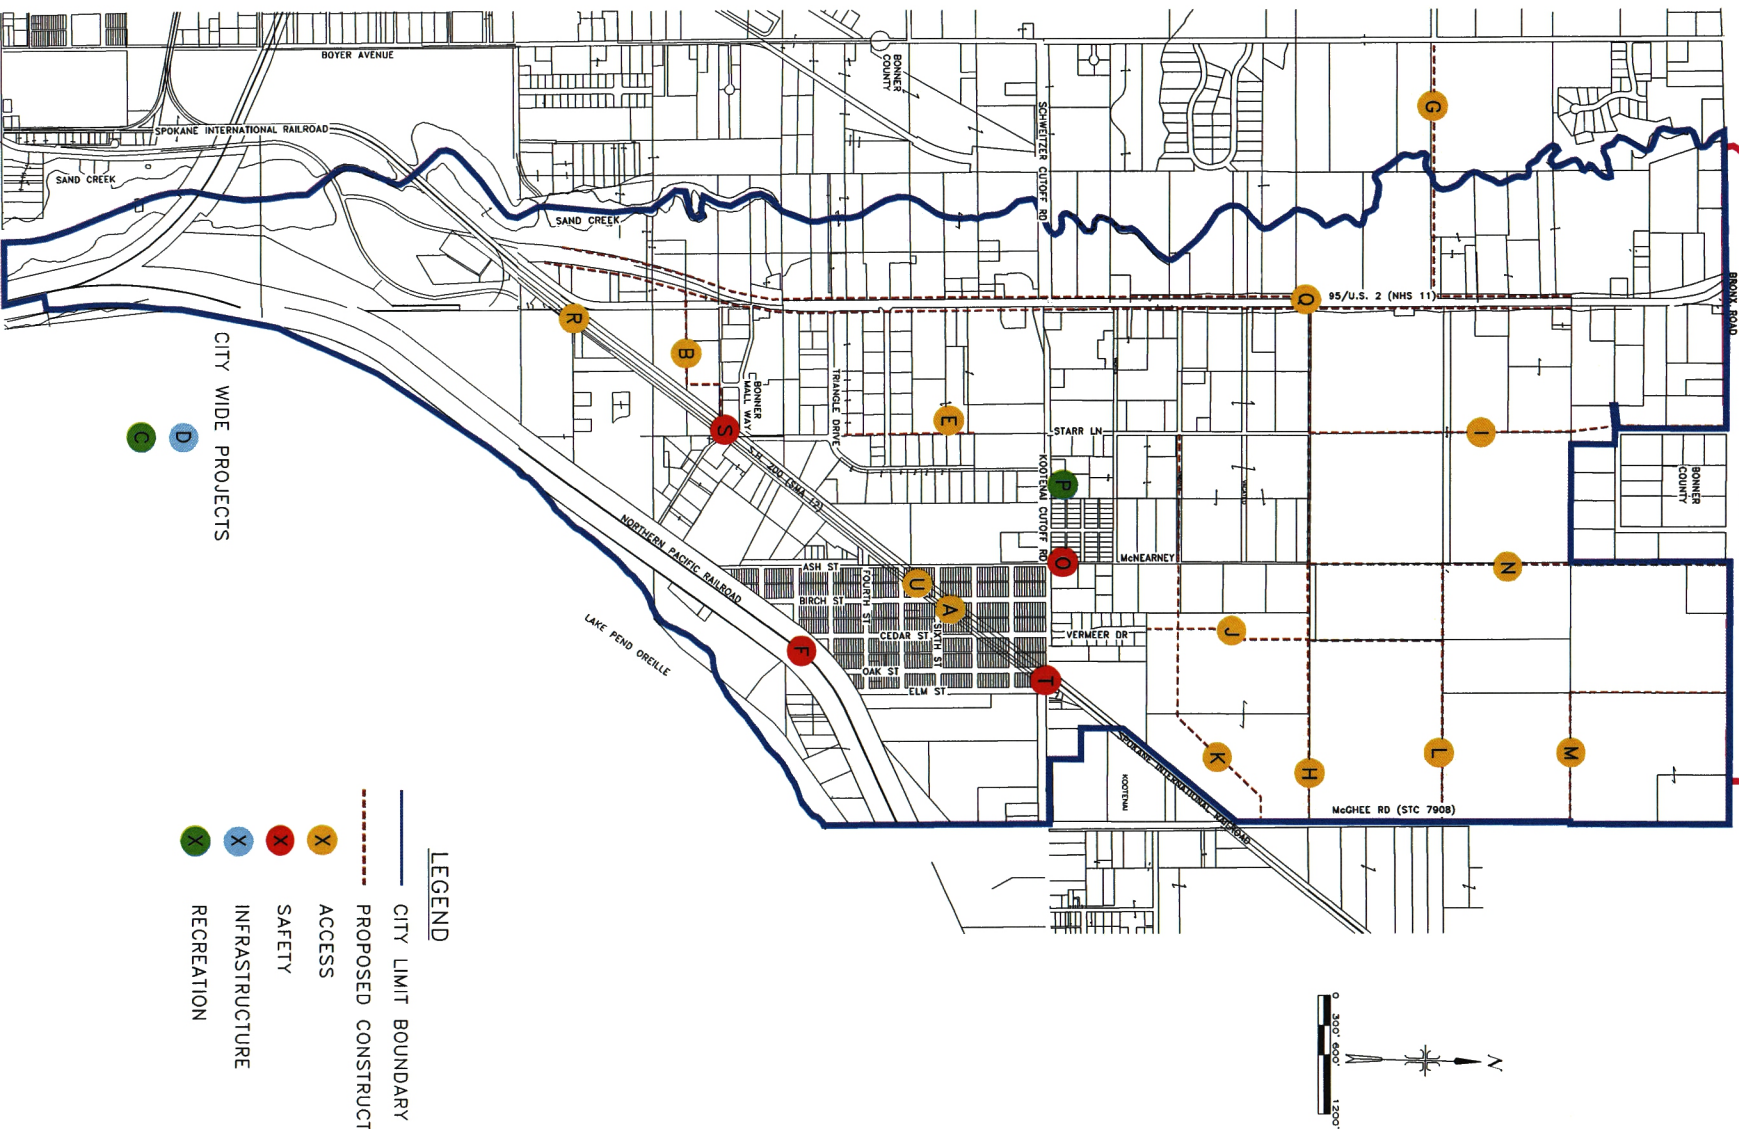 BOYER AVENUE
BONNER
COUNTY
SCHWEITZER CUTOFF RD
G
SPOKANE INTERNATIONAL RAILROAD
SAND CREEK
SAND CREEK
95/U.S. 2 (NHS 11)
Q
BRONX ROAD
R
B
BONNER
MALL WAY
TRIANGLE DRIVE
E
STARR LN
I
S
S.H. 200 (SMA 12)
KOOTENAI CUTOFF RD
P
BONNER
COUNTY
CITY WIDE PROJECTS
D
C
NORTHERN PACIFIC RAILROAD
ASH ST
BIRCH ST
FOURTH ST
CEDAR ST
SIXTH ST
OAK ST
ELM ST
U
A
O
McNEARNEY
N
VERMEER DR
J
F
T
LAKE PEND OREILLE
K
H
L
M
SPOKANE INTERNATIONAL RAILROAD
KOOTENAI
McGHEE RD (STC 7908)
LEGEND
CITY LIMIT BOUNDARY
PROPOSED CONSTRUCT
X ACCESS
X SAFETY
X INFRASTRUCTURE
X RECREATION
N
0 300' 600' 1200'